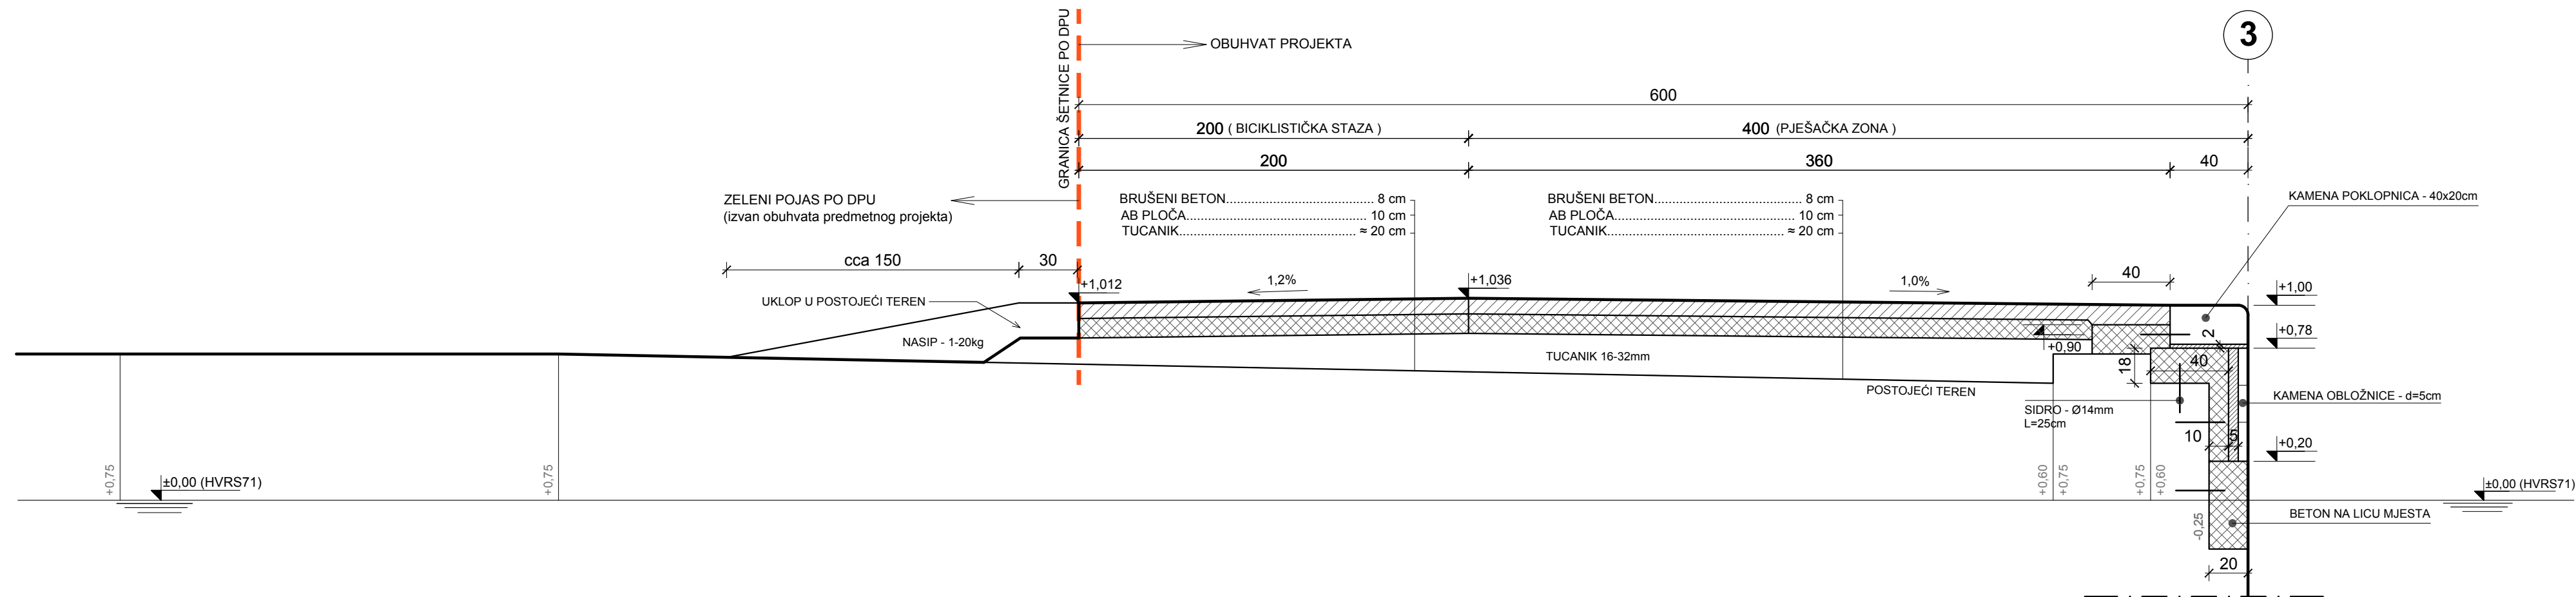 GRANICA ŠETNICE PO DPU
OBUHVAT PROJEKTA
3
600
200 ( BICIKLISTIČKA STAZA )
400 (PJEŠAČKA ZONA )
200
360
40
ZELENI POJAS PO DPU
(izvan obuhvata predmetnog projekta)
BRUŠENI BETON.......................................... 8 cm
AB PLOČA.................................................... 10 cm
TUCANIK.................................................. ≈ 20 cm
BRUŠENI BETON.......................................... 8 cm
AB PLOČA.................................................... 10 cm
TUCANIK.................................................. ≈ 20 cm
KAMENA POKLOPNICA - 40x20cm
cca 150
30
+1,012
1,2%
+1,036
1,0%
40
+1,00
UKLOP U POSTOJEĆI TEREN
NASIP - 1-20kg
+0,90
2
+0,78
TUCANIK 16-32mm
18
40
POSTOJEĆI TEREN
KAMENA OBLOŽNICE - d=5cm
SIDRO - Ø14mm
L=25cm
10
5
+0,20
+0,75
±0,00 (HVRS71)
+0,75
+0,60
+0,75
+0,75
+0,60
±0,00 (HVRS71)
-0,25
BETON NA LICU MJESTA
20